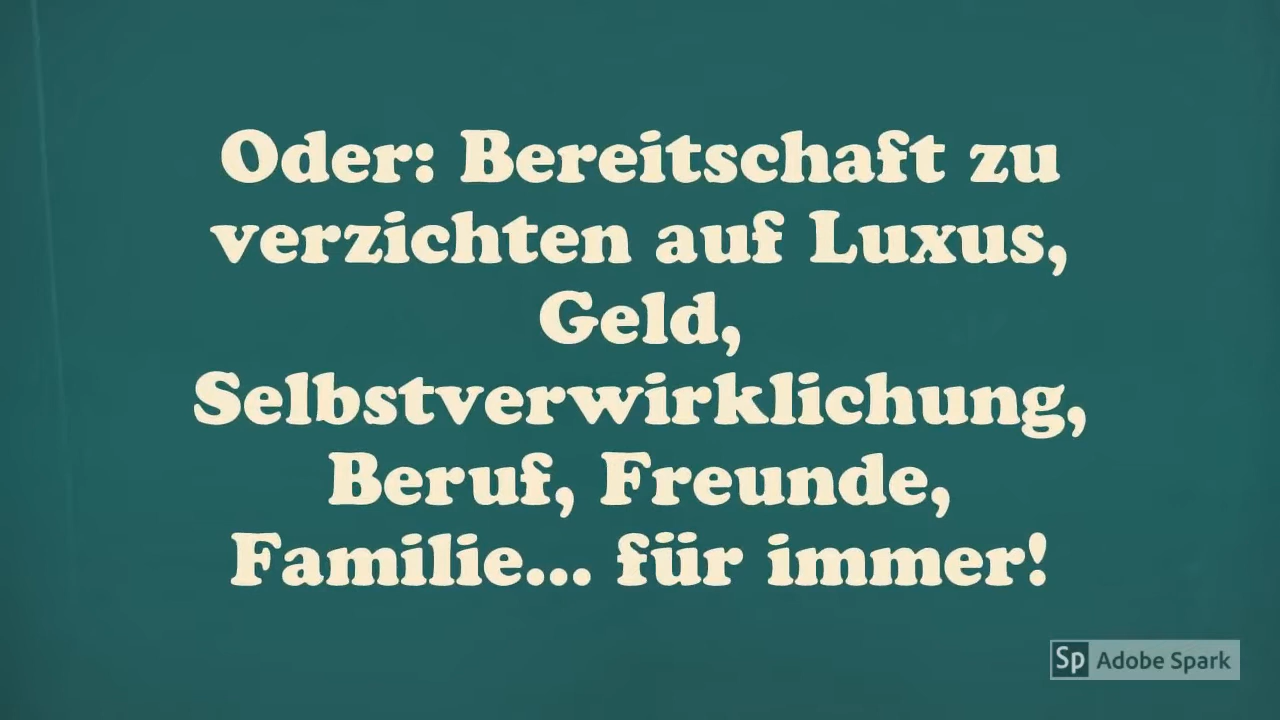 Oder: Bereitschaft zu
verzichten auf Luxus,
Geld,
Selbstverwirklichung,
Beruf, Freunde,
Familie... für immer!
Sp Adobe Spark